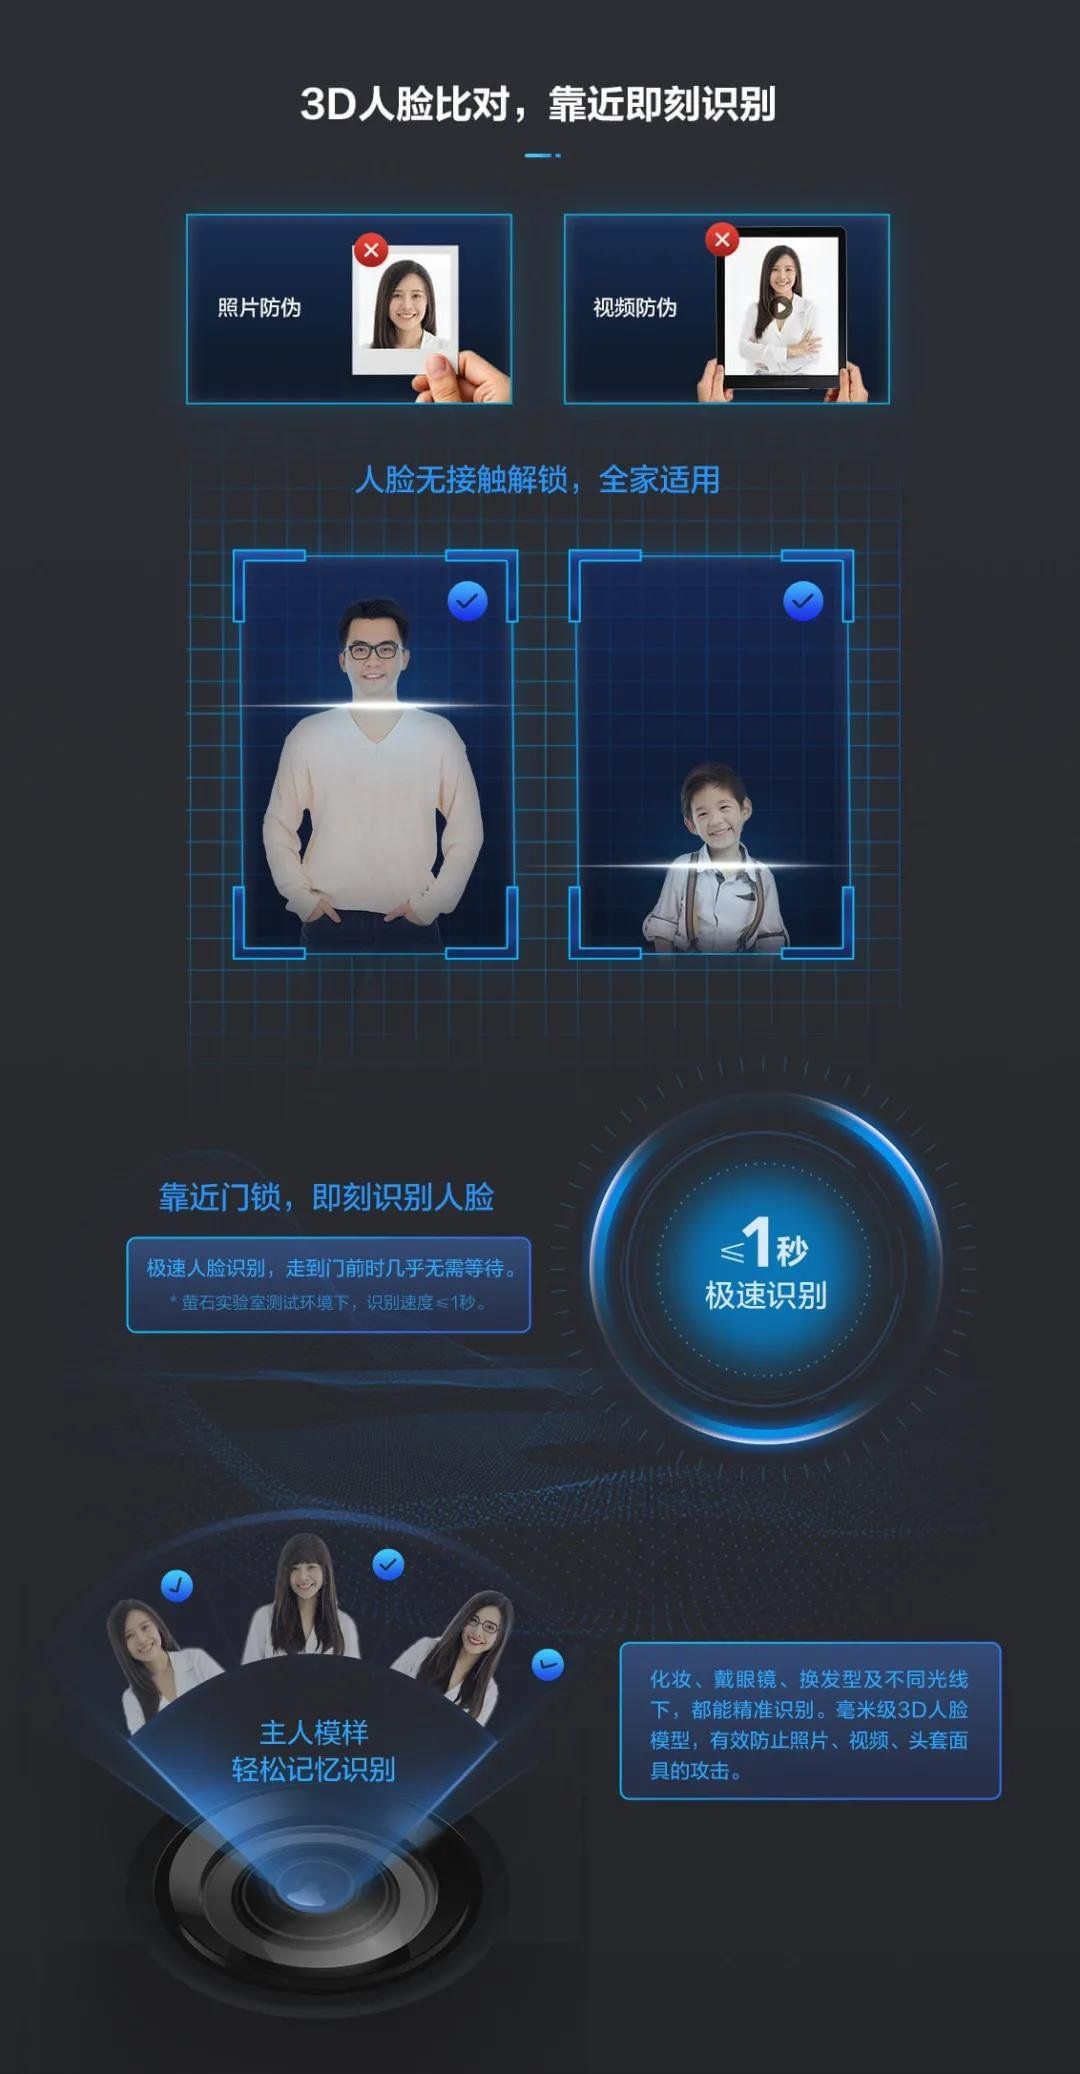 3D人脸比对，靠近即刻识别
照片防伪
视频防伪
人脸无接触解锁，全家适用
靠近门锁，即刻识别人脸
极速人脸识别，走到门前时几乎无需等待。
*萤石实验室测试环境下，识别速度≤1秒。
≤1秒
极速识别
主人模样
轻松记忆识别
化妆、戴眼镜、换发型及不同光线
下，都能精准识别。毫米级3D人脸
模型，有效防止照片、视频、头套面
具的攻击。